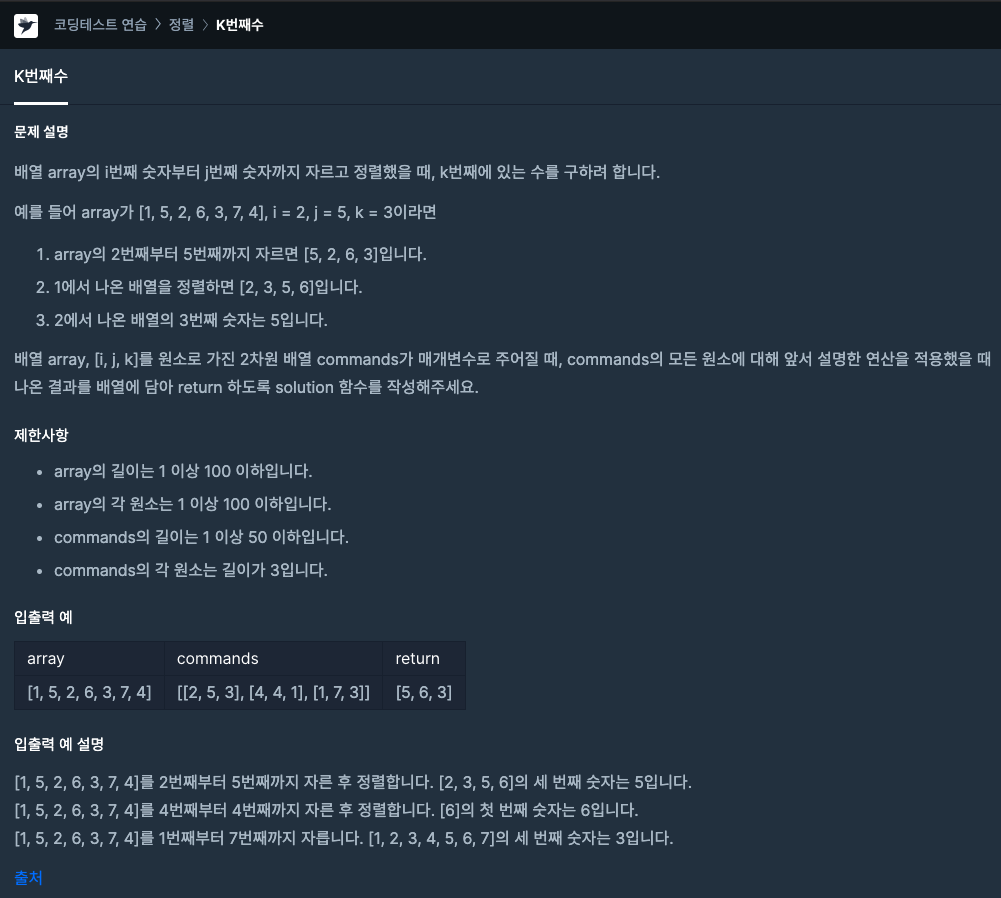 코딩테스트 연습 > 정렬 > K번째수
K번째수
문제 설명
배열 array의 i번째 숫자부터 j번째 숫자까지 자르고 정렬했을 때, k번째에 있는 수를 구하려 합니다.
예를 들어 array가 [1, 5, 2, 6, 3, 7, 4], i = 2, j = 5, k = 3이라면
1. array의 2번째부터 5번째까지 자르면 [5, 2, 6, 3]입니다.
2. 1에서 나온 배열을 정렬하면 [2, 3, 5, 6]입니다.
3. 2에서 나온 배열의 3번째 숫자는 5입니다.
배열 array, [i, j, k]를 원소로 가진 2차원 배열 commands가 매개변수로 주어질 때, commands의 모든 원소에 대해 앞서 설명한 연산을 적용했을 때
나온 결과를 배열에 담아 return 하도록 solution 함수를 작성해주세요.
제한사항
• array의 길이는 1 이상 100 이하입니다.
• array의 각 원소는 1 이상 100 이하입니다.
• commands의 길이는 1 이상 50 이하입니다.
• commands의 각 원소는 길이가 3입니다.
입출력 예
array commands return
[1, 5, 2, 6, 3, 7, 4] [[2, 5, 3], [4, 4, 1], [1, 7, 3]] [5, 6, 3]
입출력 예 설명
[1, 5, 2, 6, 3, 7, 4]를 2번째부터 5번째까지 자른 후 정렬합니다. [2, 3, 5, 6]의 세 번째 숫자는 5입니다.
[1, 5, 2, 6, 3, 7, 4]를 4번째부터 4번째까지 자른 후 정렬합니다. [6]의 첫 번째 숫자는 6입니다.
[1, 5, 2, 6, 3, 7, 4]를 1번째부터 7번째까지 자릅니다. [1, 2, 3, 4, 5, 6, 7]의 세 번째 숫자는 3입니다.
출처